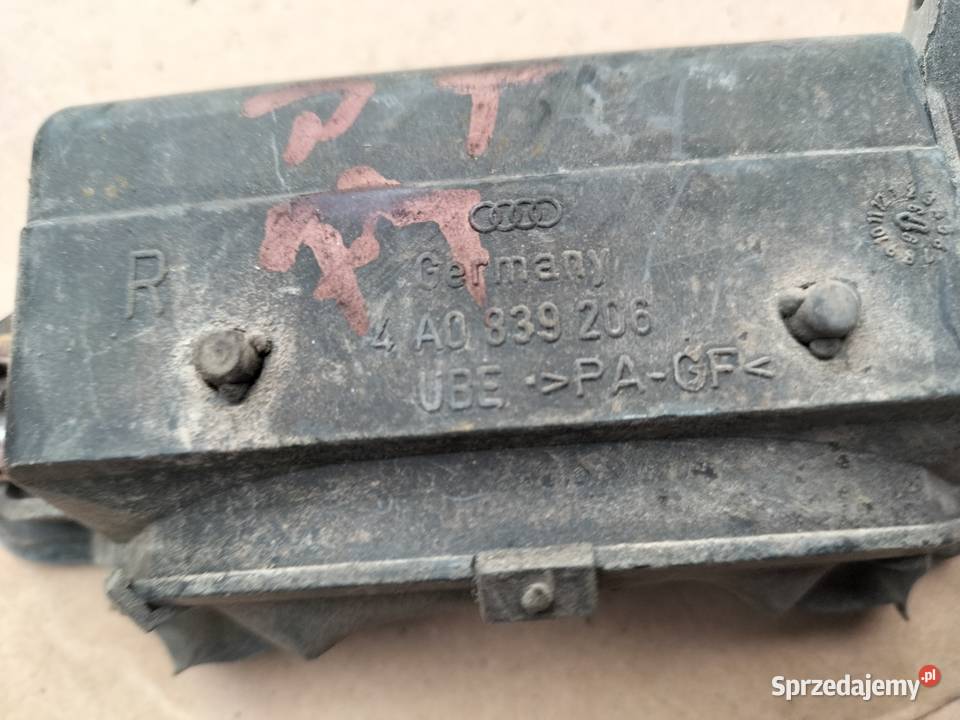 P T
R
Germany
4 A0 839 206
UBE >PA-GF<
Sprzedajemy.pl